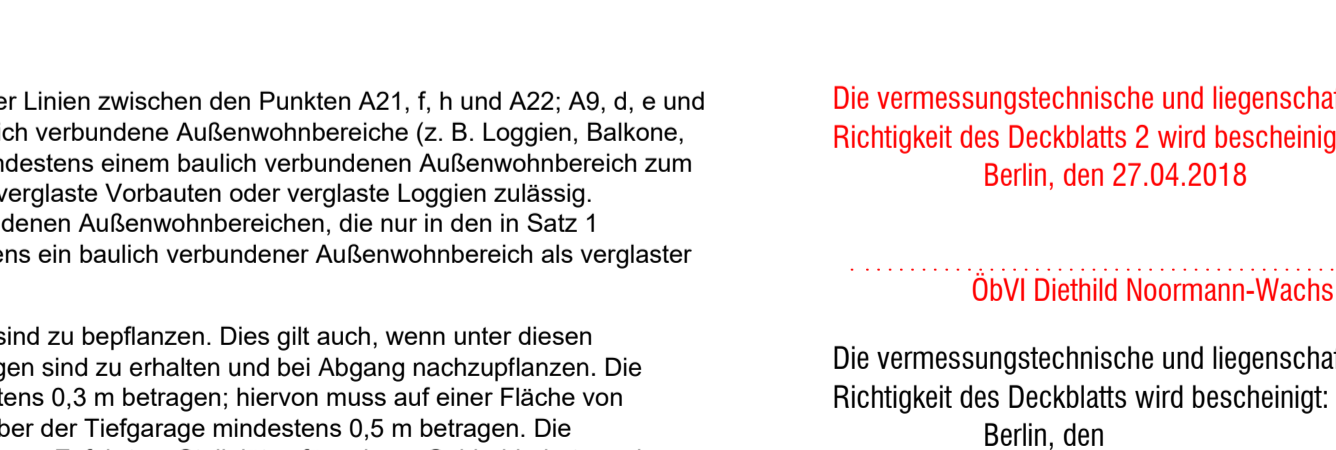 er Linien zwischen den Punkten A21, f, h und A22; A9, d, e und
ich verbundene Außenwohnbereiche (z. B. Loggien, Balkone,
ndestens einem baulich verbundenen Außenwohnbereich zum
verglaste Vorbauten oder verglaste Loggien zulässig.
denen Außenwohnbereichen, die nur in den in Satz 1
ens ein baulich verbundener Außenwohnbereich als verglaster
sind zu bepflanzen. Dies gilt auch, wenn unter diesen
gen sind zu erhalten und bei Abgang nachzupflanzen. Die
tens 0,3 m betragen; hiervon muss auf einer Fläche von
ber der Tiefgarage mindestens 0,5 m betragen. Die
Die vermessungstechnische und liegenschaf
Richtigkeit des Deckblatts 2 wird bescheinig
Berlin, den 27.04.2018
ÖbVI Diethild Noormann-Wachs
Die vermessungstechnische und liegenschaf
Richtigkeit des Deckblatts wird bescheinigt:
Berlin, den